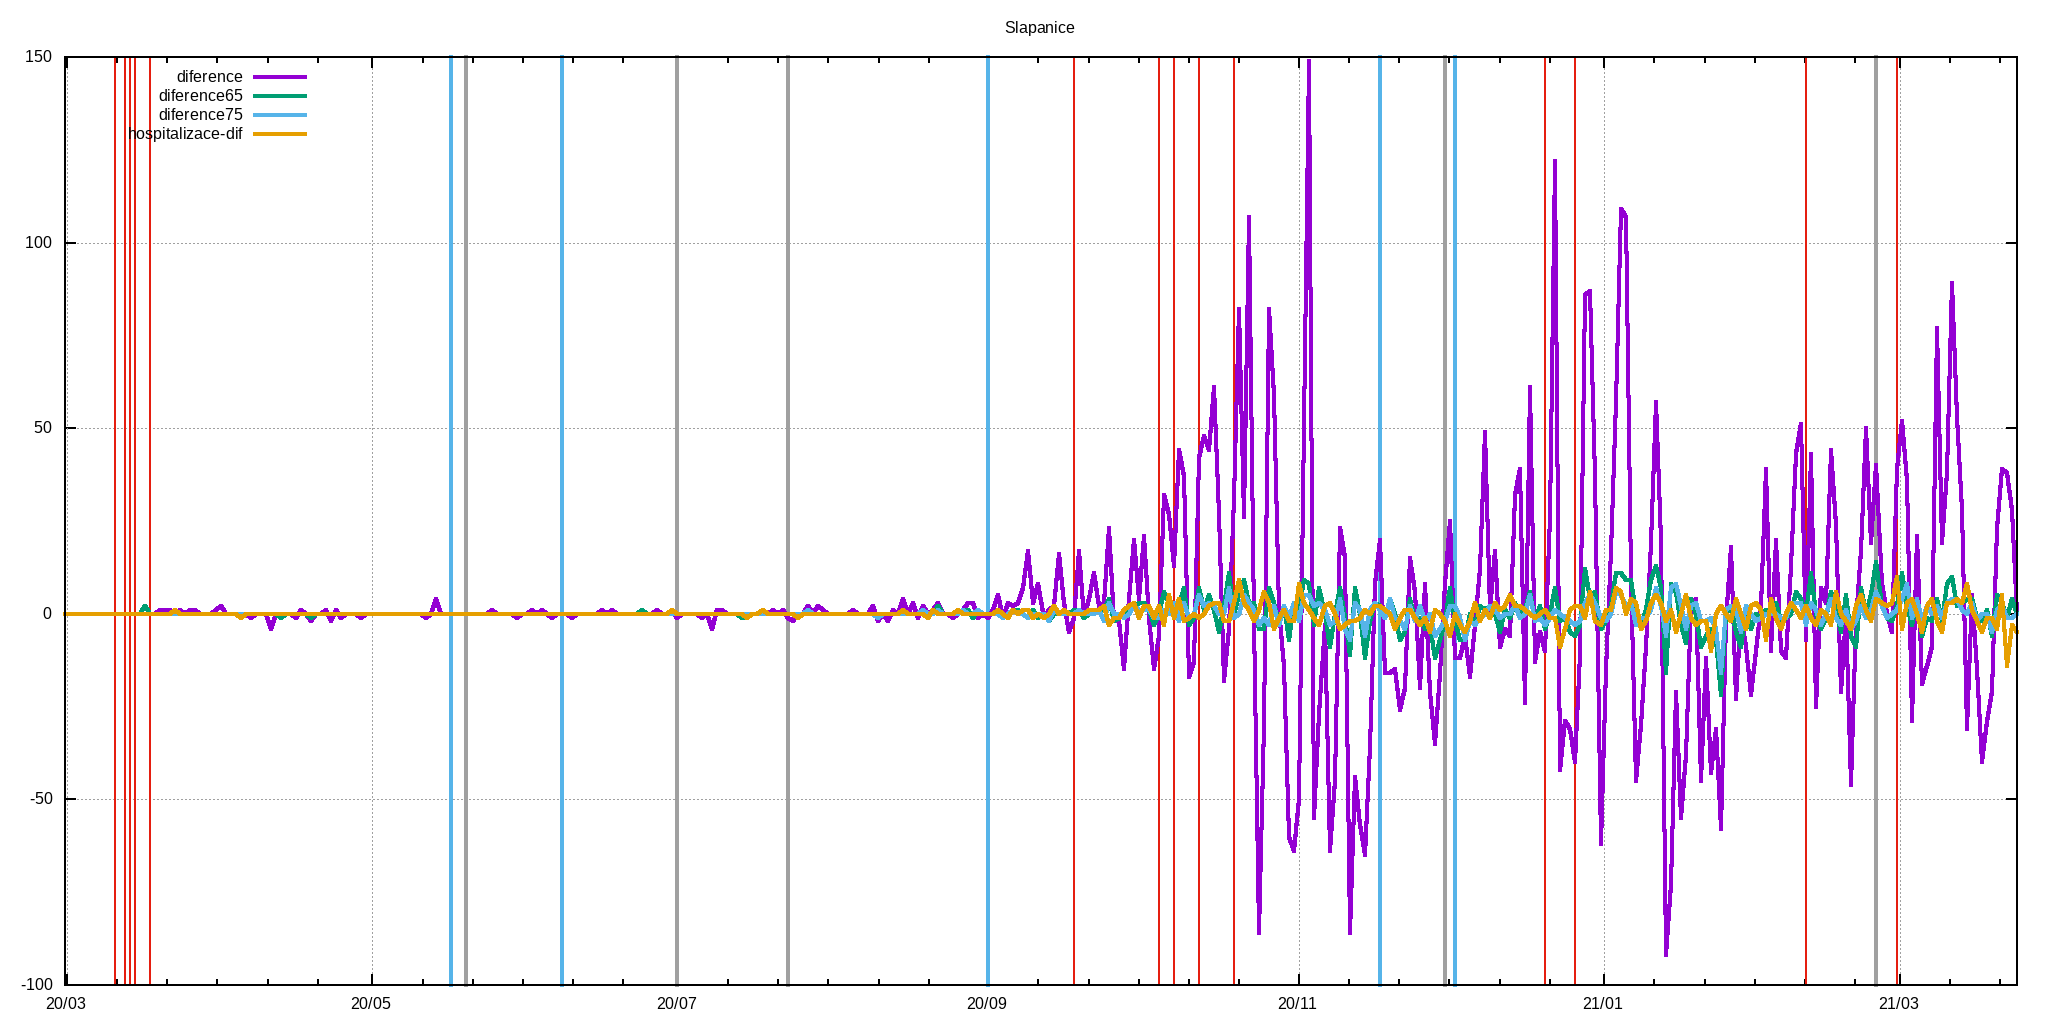 Slapanice
150
100
50
0
-50
-100
diference
diference65
diference75
hospitalizace-dif
20/03 20/05 20/07 20/09 20/11 21/01 21/03